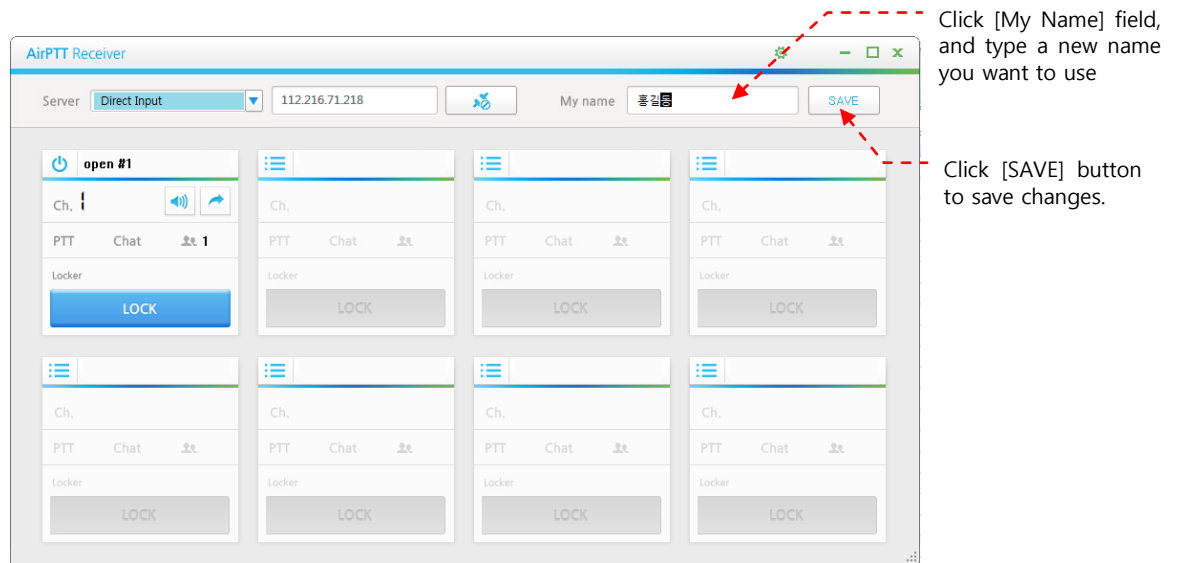 Click [My Name] field,
and type a new name
you want to use
AirPTT Receiver
Server Direct Input 112.216.71.218 My name 홍길동 SAVE
Click [SAVE] button
to save changes.
open #1
Ch. 1 Ch. Ch. Ch.
PTT Chat 1 PTT Chat PTT Chat PTT Chat
Locker Locker Locker Locker
LOCK LOCK LOCK LOCK
Ch. Ch. Ch. Ch.
PTT Chat PTT Chat PTT Chat PTT Chat
Locker Locker Locker Locker
LOCK LOCK LOCK LOCK